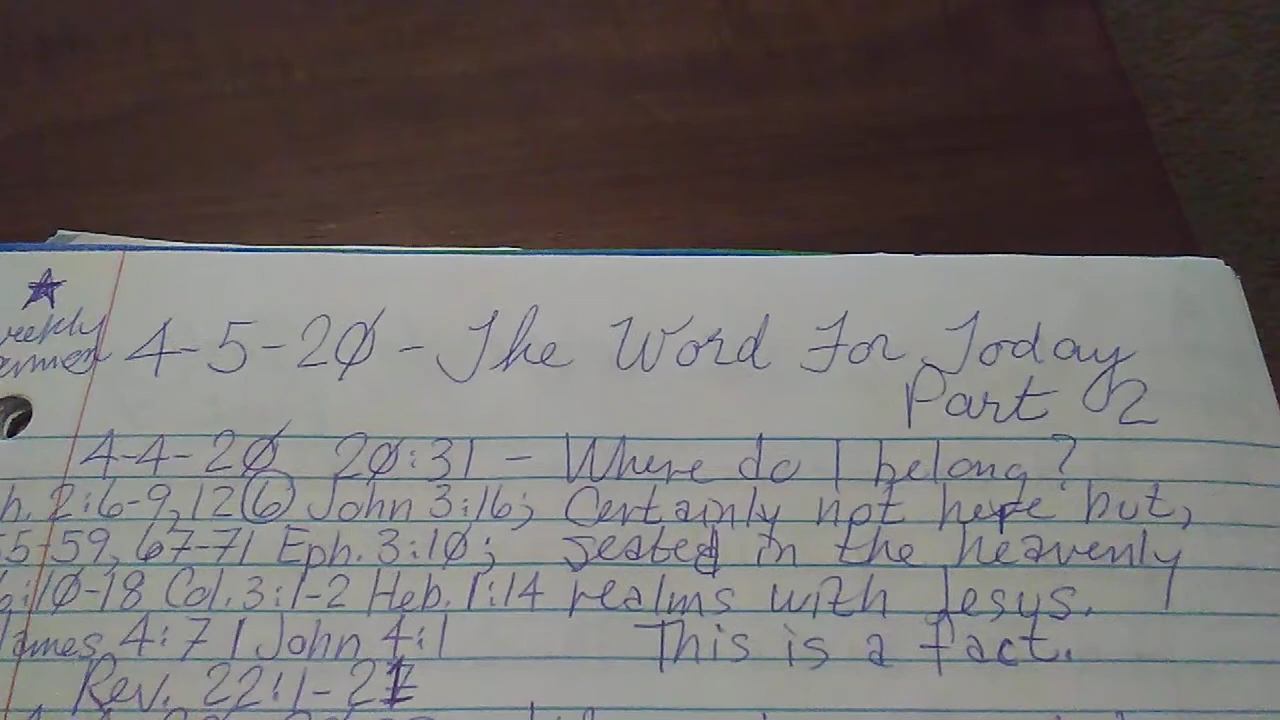 4-5-20 - The Word For Today
Part 2
4-4-20 20:31 - Where do I belong?
2:6-9,12(6) John 3:16; Certainly not here but,
59, 67-71 Eph. 3:10; seated in the heavenly
:10-18 Col. 3:1-2 Heb. 1:14 realms with Jesus.
James 4:7 1 John 4:1 This is a fact.
Rev. 22:1-21